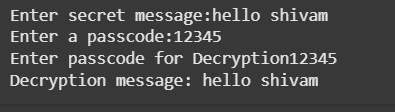 Enter secret message:hello shivam
Enter a passcode:12345
Enter passcode for Decryption12345
Decryption message: hello shivam